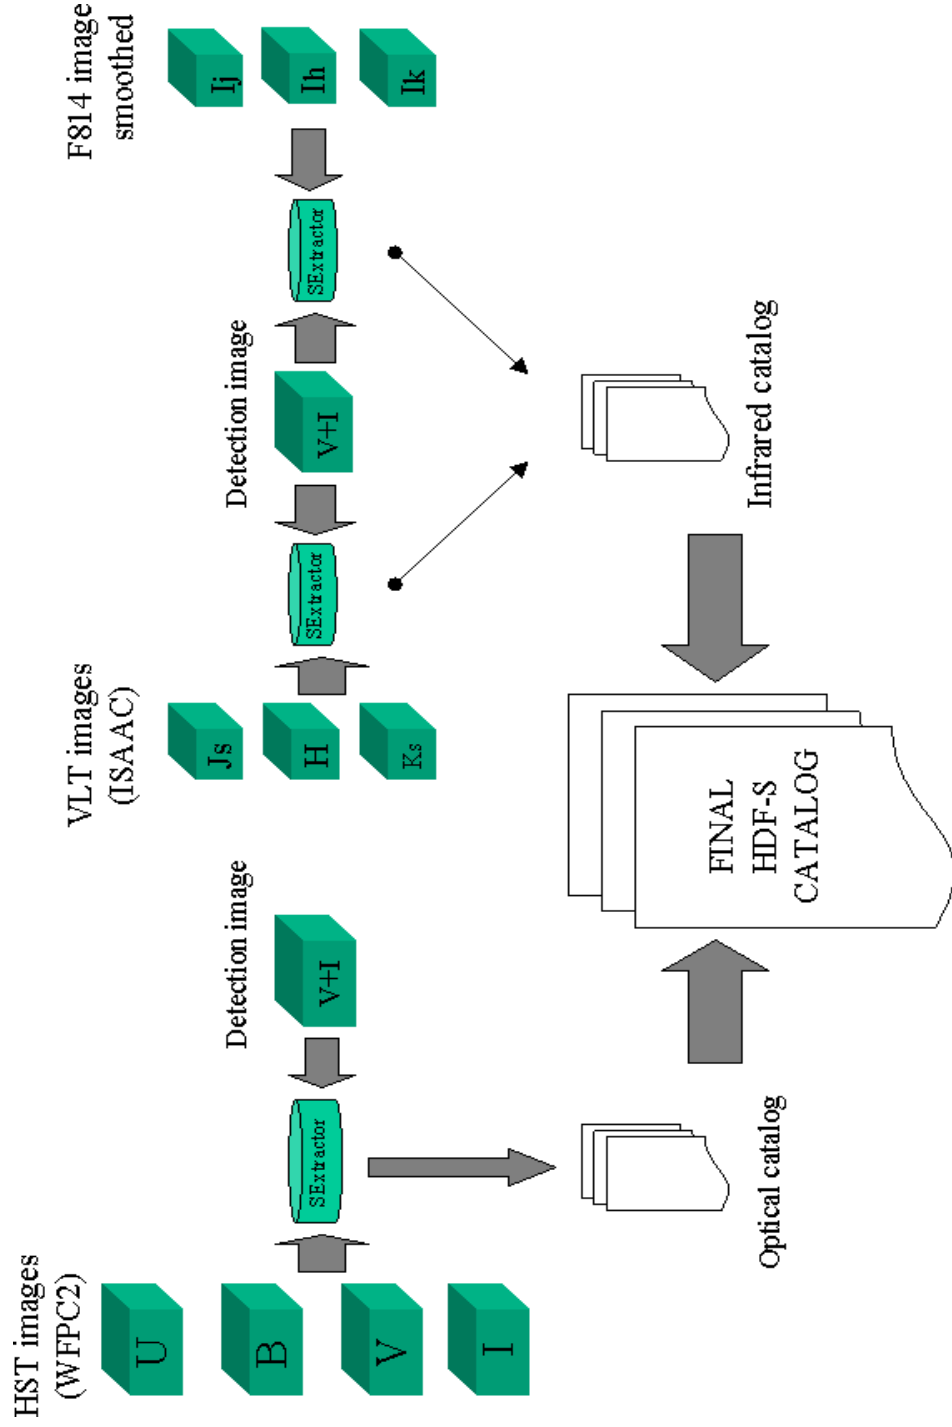 HST images
(WFPC2)
U
B
V
I
SExtractor
Detection image
V+I
Optical catalog
VLT images
(ISAAC)
Js
H
Ks
SExtractor
Detection image
V+I
SExtractor
F814 image
smoothed
Ij
Ih
Ik
Infrared catalog
FINAL
HDF-S
CATALOG